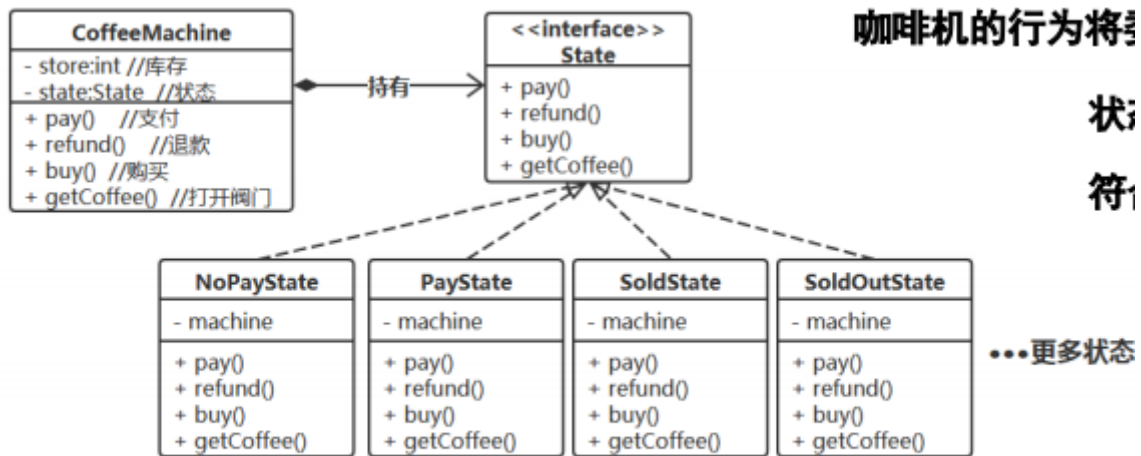 CoffeeMachine
- store:int //库存
- state:State //状态
+ pay() //支付
+ refund() //退款
+ buy() //购买
+ getCoffee() //打开阀门
持有
<<interface>>
State
+ pay()
+ refund()
+ buy()
+ getCoffee()
咖啡机的行为将
状
符
NoPayState
- machine
+ pay()
+ refund()
+ buy()
+ getCoffee()
PayState
- machine
+ pay()
+ refund()
+ buy()
+ getCoffee()
SoldState
- machine
+ pay()
+ refund()
+ buy()
+ getCoffee()
SoldOutState
- machine
+ pay()
+ refund()
+ buy()
+ getCoffee()
•••更多状态